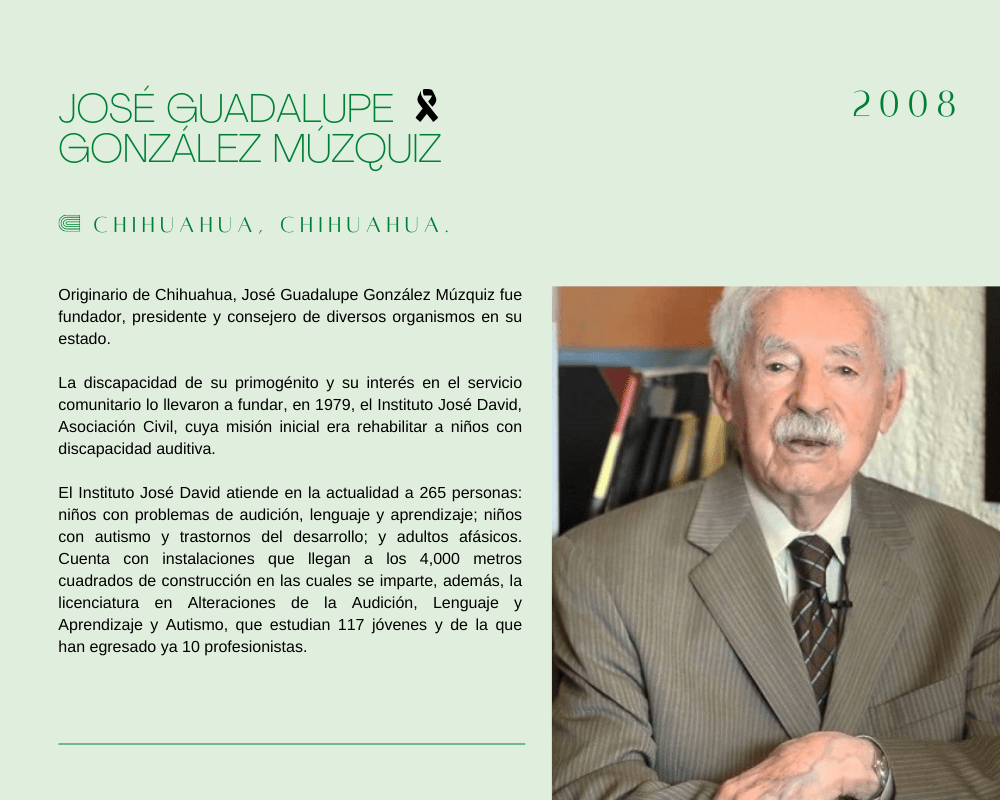 JOSÉ GUADALUPE
GONZÁLEZ MÚZQUIZ
2008
CHIHUAHUA, CHIHUAHUA.
Originario de Chihuahua, José Guadalupe González Múzquiz fue
fundador, presidente y consejero de diversos organismos en su
estado.
La discapacidad de su primogénito y su interés en el servicio
comunitario lo llevaron a fundar, en 1979, el Instituto José David,
Asociación Civil, cuya misión inicial era rehabilitar a niños con
discapacidad auditiva.
El Instituto José David atiende en la actualidad a 265 personas:
niños con problemas de audición, lenguaje y aprendizaje; niños
con autismo y trastornos del desarrollo; y adultos afásicos.
Cuenta con instalaciones que llegan a los 4,000 metros
cuadrados de construcción en las cuales se imparte, además, la
licenciatura en Alteraciones de la Audición, Lenguaje y
Aprendizaje y Autismo, que estudian 117 jóvenes y de la que
han egresado ya 10 profesionistas.